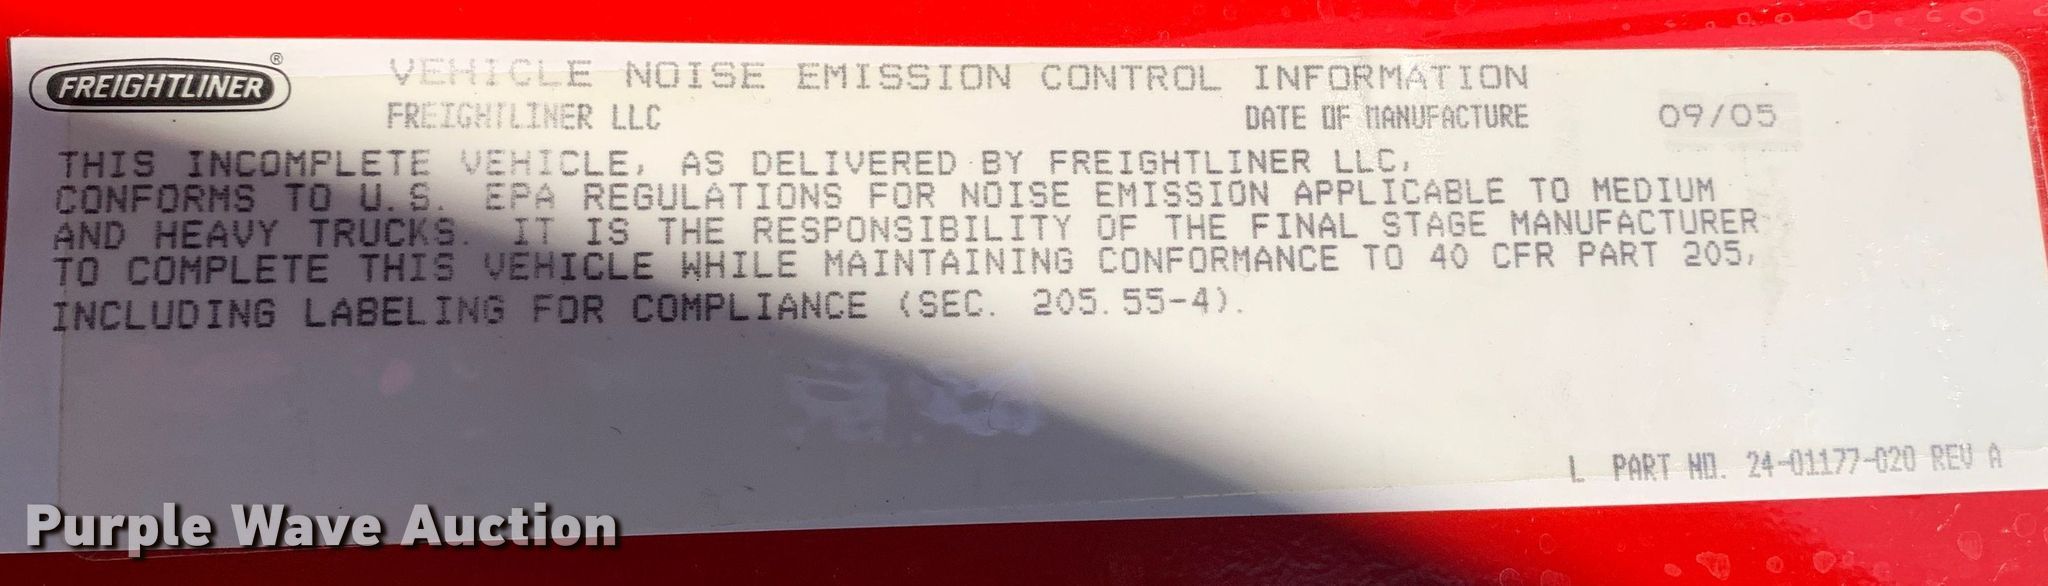 FREIGHTLINER®
VEHICLE NOISE EMISSION CONTROL INFORMATION
FREIGHTLINER LLC DATE OF MANUFACTURE 09/05
THIS INCOMPLETE VEHICLE, AS DELIVERED BY FREIGHTLINER LLC,
CONFORMS TO U.S. EPA REGULATIONS FOR NOISE EMISSION APPLICABLE TO MEDIUM
AND HEAVY TRUCKS. IT IS THE RESPONSIBILITY OF THE FINAL STAGE MANUFACTURER
TO COMPLETE THIS VEHICLE WHILE MAINTAINING CONFORMANCE TO 40 CFR PART 205,
INCLUDING LABELING FOR COMPLIANCE (SEC. 205.55-4).
L PART NO. 24-01177-020 REV A
Purple Wave Auction